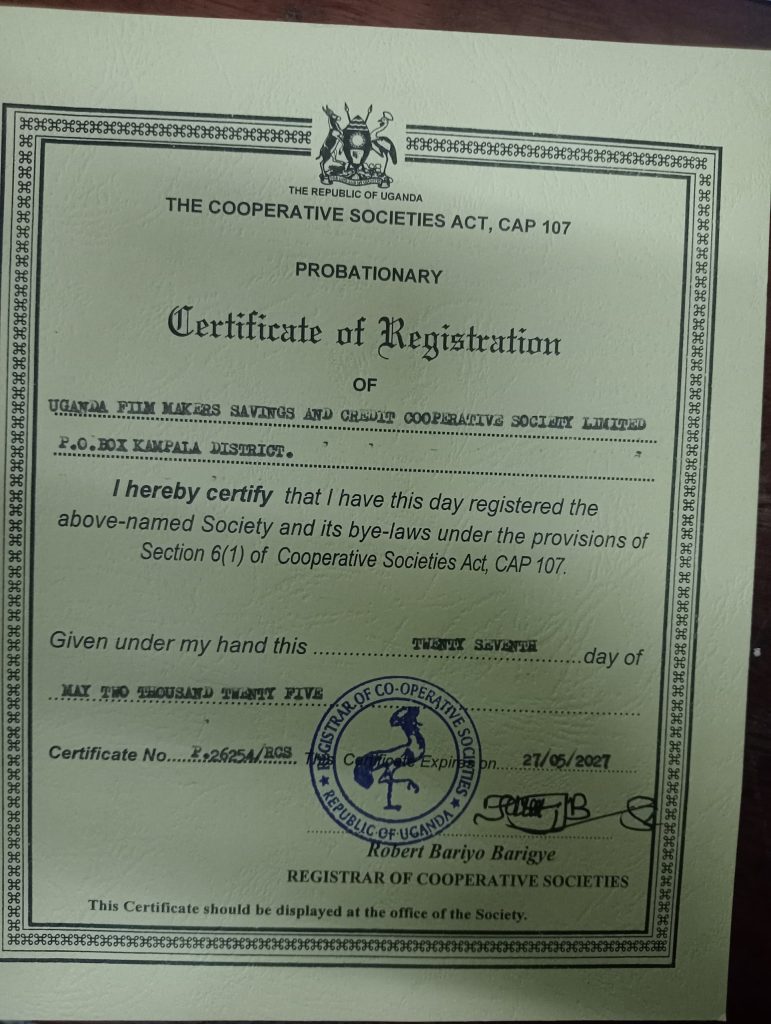 THE REPUBLIC OF UGANDA
THE COOPERATIVE SOCIETIES ACT, CAP 107
PROBATIONARY
Certificate of Registration
OF
UGANDA FILM MAKERS SAVINGS AND CREDIT COOPERATIVE SOCIETY LIMITED
P.O.BOX KAMPALA DISTRICT.
I hereby certify that I have this day registered the
above-named Society and its bye-laws under the provisions of
Section 6(1) of Cooperative Societies Act, CAP 107.
Given under my hand this TWENTY SEVENTH day of
MAY TWO THOUSAND TWENTY FIVE
Certificate No. P.26254/RCS This Certificate Expires on 27/05/2027
REGISTRAR OF CO-OPERATIVE SOCIETIES
REPUBLIC OF UGANDA
Robert Bariyo Barigye
REGISTRAR OF COOPERATIVE SOCIETIES
This Certificate should be displayed at the office of the Society.